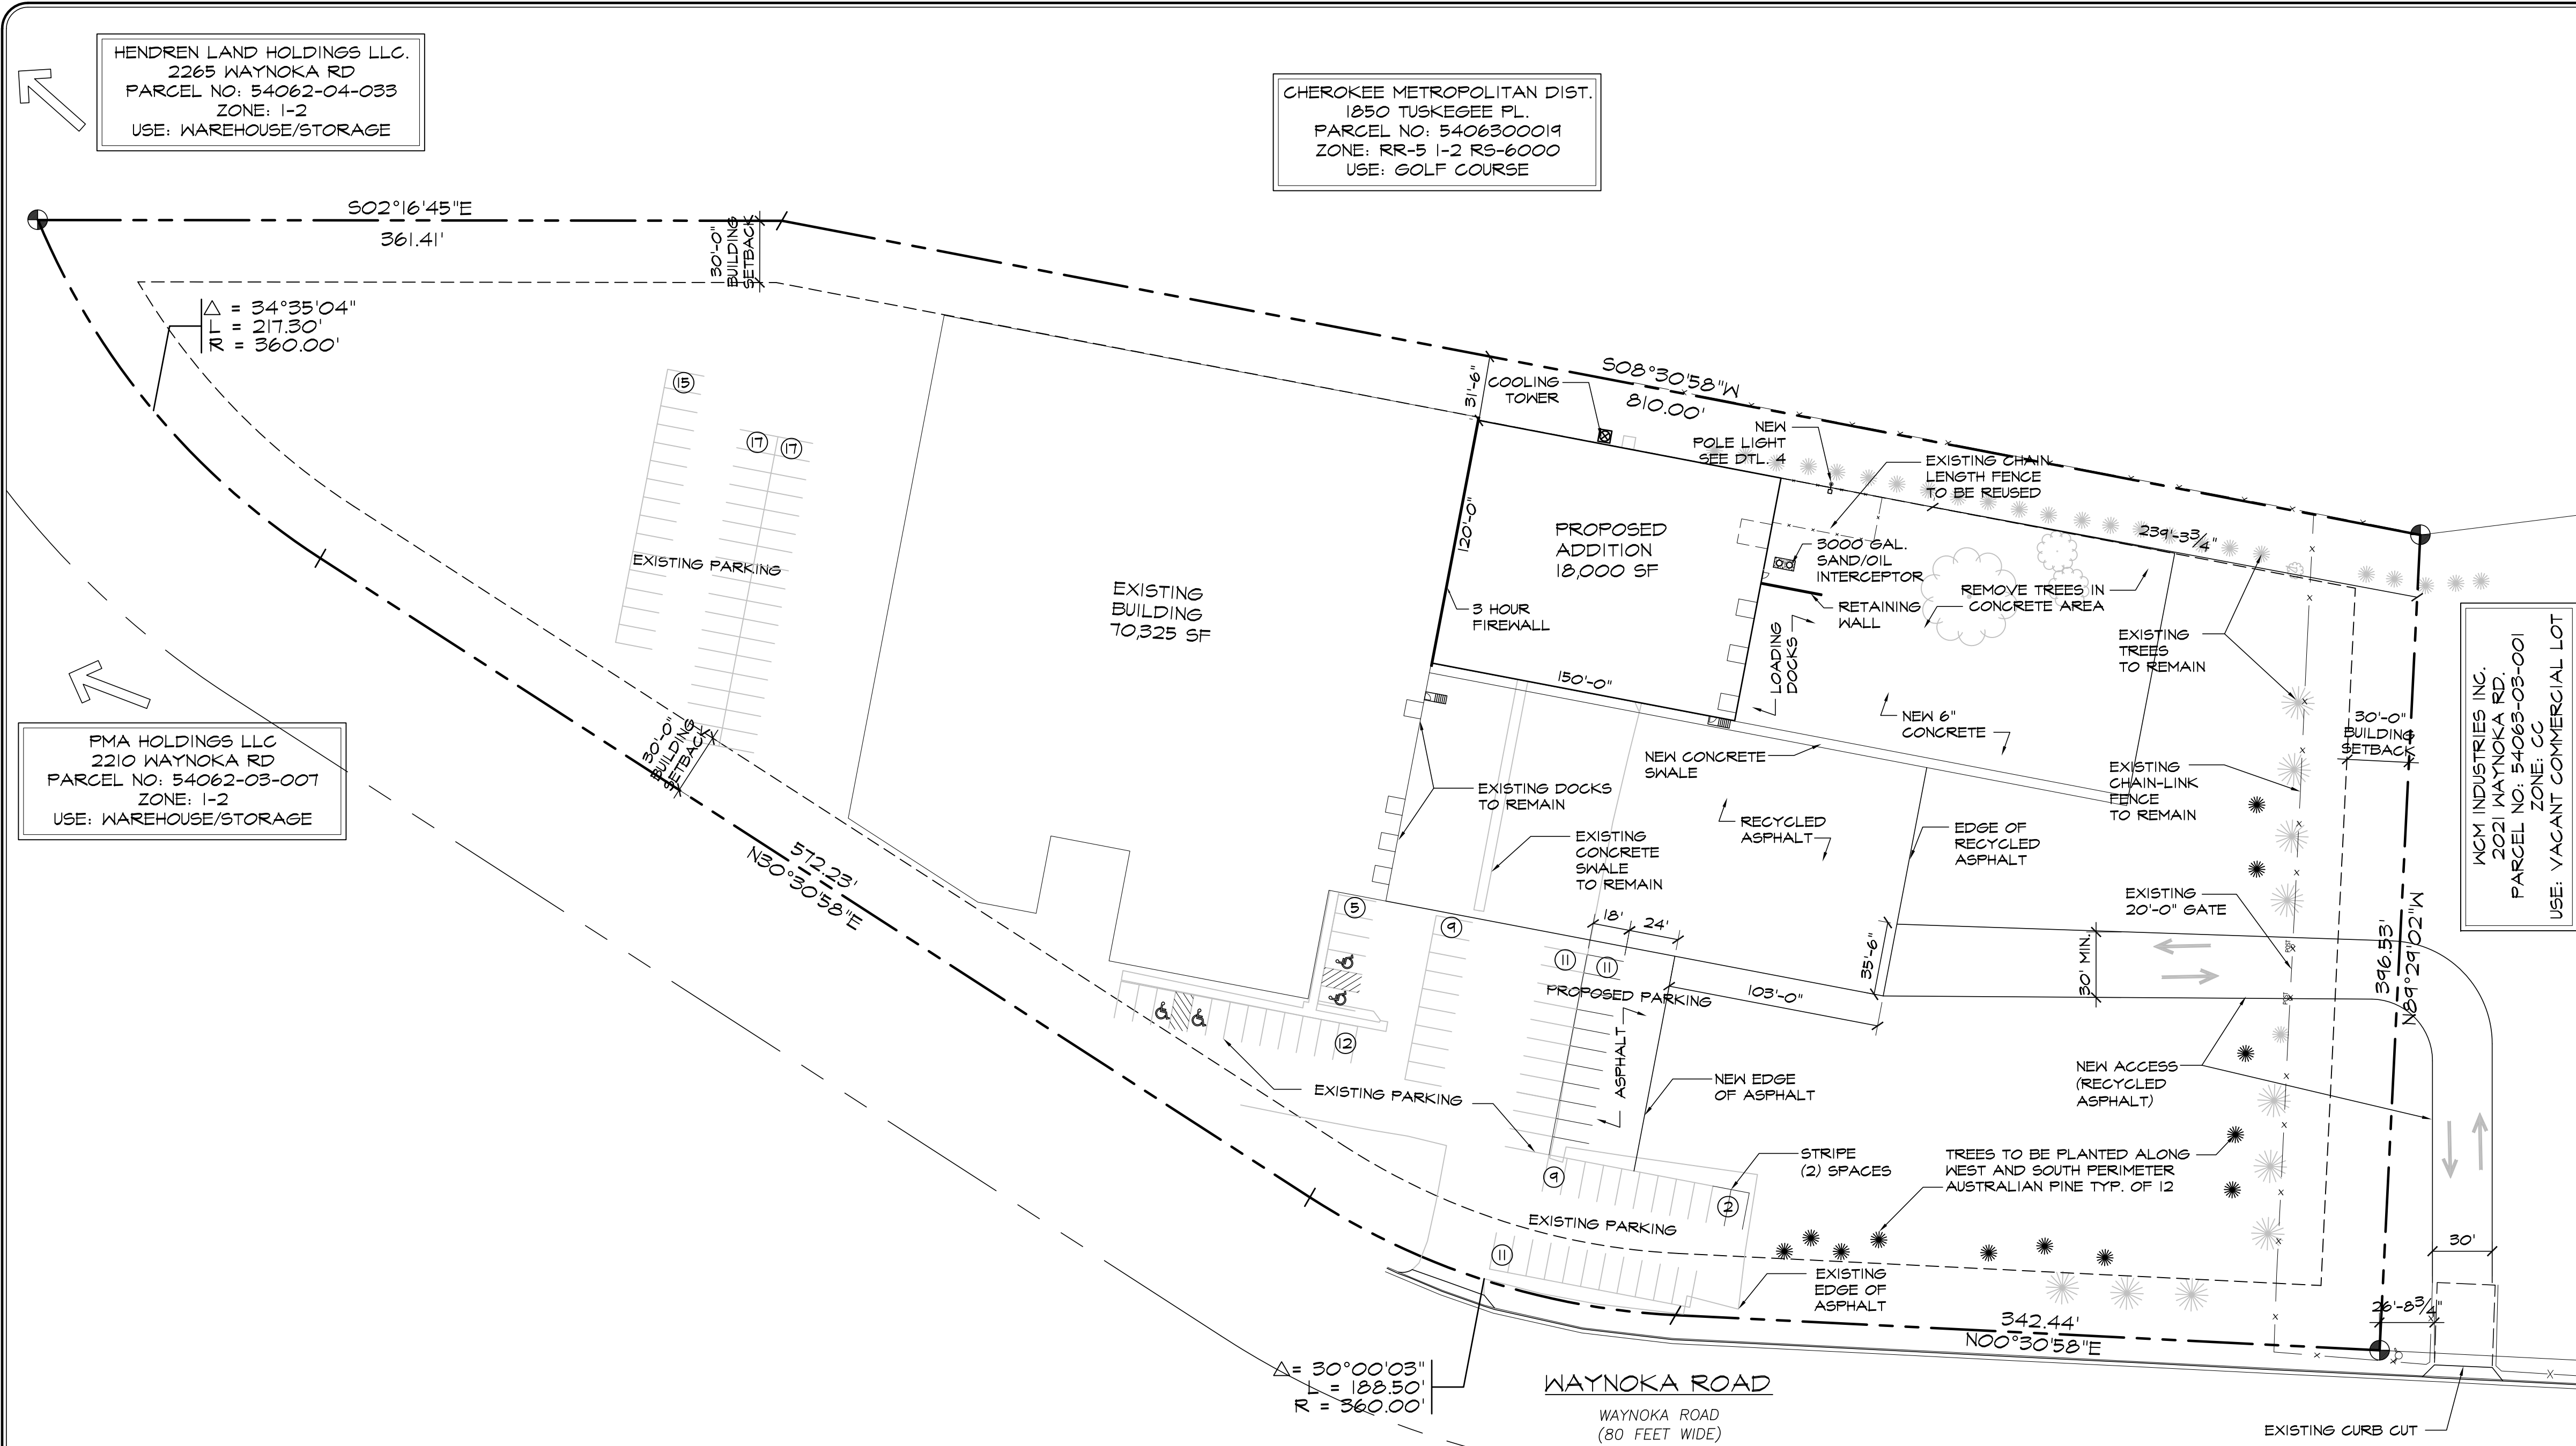 HENDREN LAND HOLDINGS LLC.
2265 WAYNOKA RD
PARCEL NO: 54062-04-033
ZONE: I-2
USE: WAREHOUSE/STORAGE
CHEROKEE METROPOLITAN DIST.
1850 TUSKEGEE PL.
PARCEL NO: 5406300019
ZONE: RR-5 I-2 RS-6000
USE: GOLF COURSE
S02°16'45"E
361.41'
30'-0"
BUILDING
SETBACK
△ = 34°35'04"
L = 217.30'
R = 360.00'
15
17
17
EXISTING PARKING
EXISTING
BUILDING
70,325 SF
31'-6"
COOLING
TOWER
S08°30'58"W
810.00'
NEW
POLE LIGHT
SEE DTL. 4
EXISTING CHAIN
LENGTH FENCE
TO BE REUSED
120'-0"
PROPOSED
ADDITION
18,000 SF
3000 GAL.
SAND/OIL
INTERCEPTOR
239'-3 3/4"
REMOVE TREES IN
CONCRETE AREA
3 HOUR
FIREWALL
RETAINING
WALL
LOADING
DOCKS
EXISTING
TREES
TO REMAIN
150'-0"
NEW 6"
CONCRETE
30'-0"
BUILDING
SETBACK
WCM INDUSTRIES INC.
2021 WAYNOKA RD.
PARCEL NO: 54063-03-001
ZONE: CC
USE: VACANT COMMERCIAL LOT
PMA HOLDINGS LLC
2210 WAYNOKA RD
PARCEL NO: 54062-03-007
ZONE: I-2
USE: WAREHOUSE/STORAGE
30'-0"
BUILDING
SETBACK
NEW CONCRETE
SWALE
EXISTING DOCKS
TO REMAIN
EXISTING
CHAIN-LINK
FENCE
TO REMAIN
RECYCLED
ASPHALT
EDGE OF
RECYCLED
ASPHALT
EXISTING
CONCRETE
SWALE
TO REMAIN
572.23'
N30°30'58"E
EXISTING
20'-0" GATE
5
9
18'
24'
11
11
35'-6"
30' MIN.
POST
POST
396.53'
N89°29'02"W
PROPOSED PARKING
103'-0"
12
ASPHALT
EXISTING PARKING
NEW EDGE
OF ASPHALT
NEW ACCESS
(RECYCLED
ASPHALT)
STRIPE
(2) SPACES
TREES TO BE PLANTED ALONG
WEST AND SOUTH PERIMETER
AUSTRALIAN PINE TYP. OF 12
9
2
EXISTING PARKING
11
30'
EXISTING
EDGE OF
ASPHALT
26'-8 3/4"
342.44'
N00°30'58"E
△= 30°00'03"
L = 188.50'
R = 360.00'
WAYNOKA ROAD
WAYNOKA ROAD
(80 FEET WIDE)
EXISTING CURB CUT